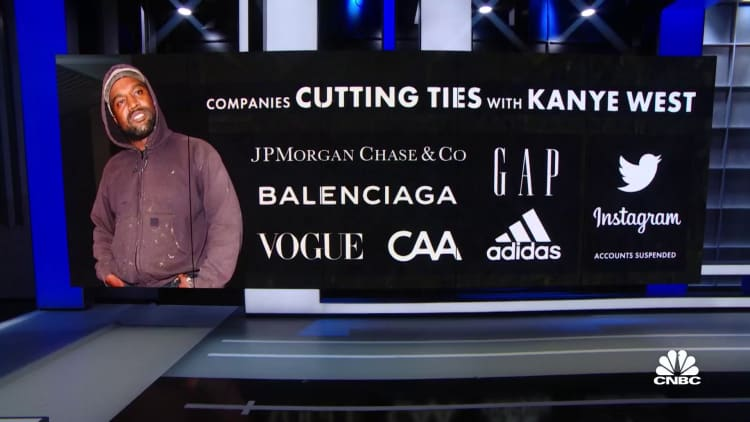 COMPANIES CUTTING TIES WITH KANYE WEST
JPMORGAN CHASE & CO
BALENCIAGA
VOGUE
CAA
GAP
adidas
Instagram
ACCOUNTS SUSPENDED
CNBC